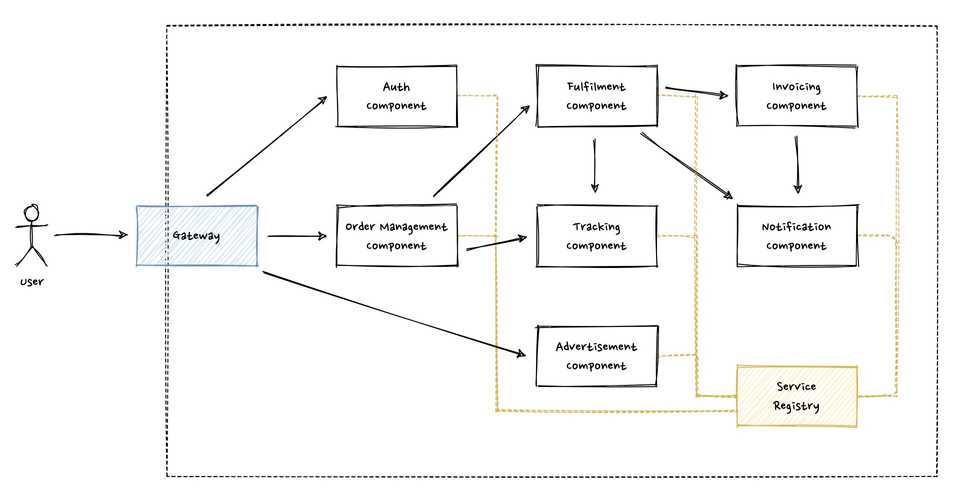 Auth
component
Fulfilment
component
Invoicing
component
user
Gateway
Order Management
component
Tracking
component
Notification
component
Advertisement
component
Service
Registry